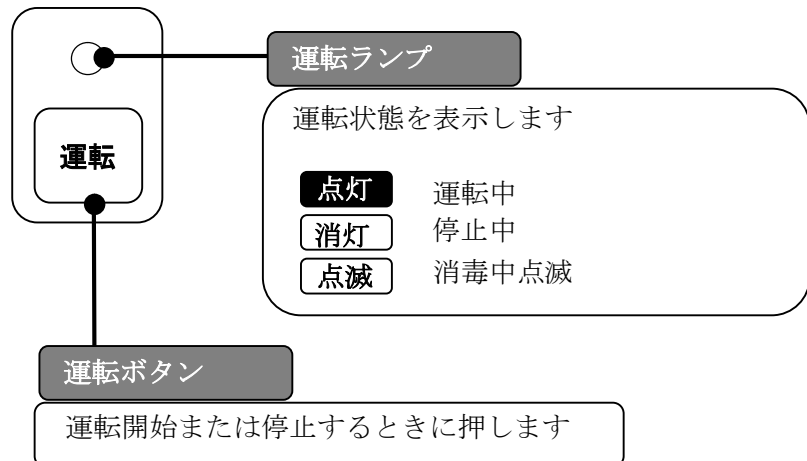 運転ランプ
運転状態を表示します
運転
点灯 運転中
消灯 停止中
点滅 消毒中点滅
運転ボタン
運転開始または停止するときに押します